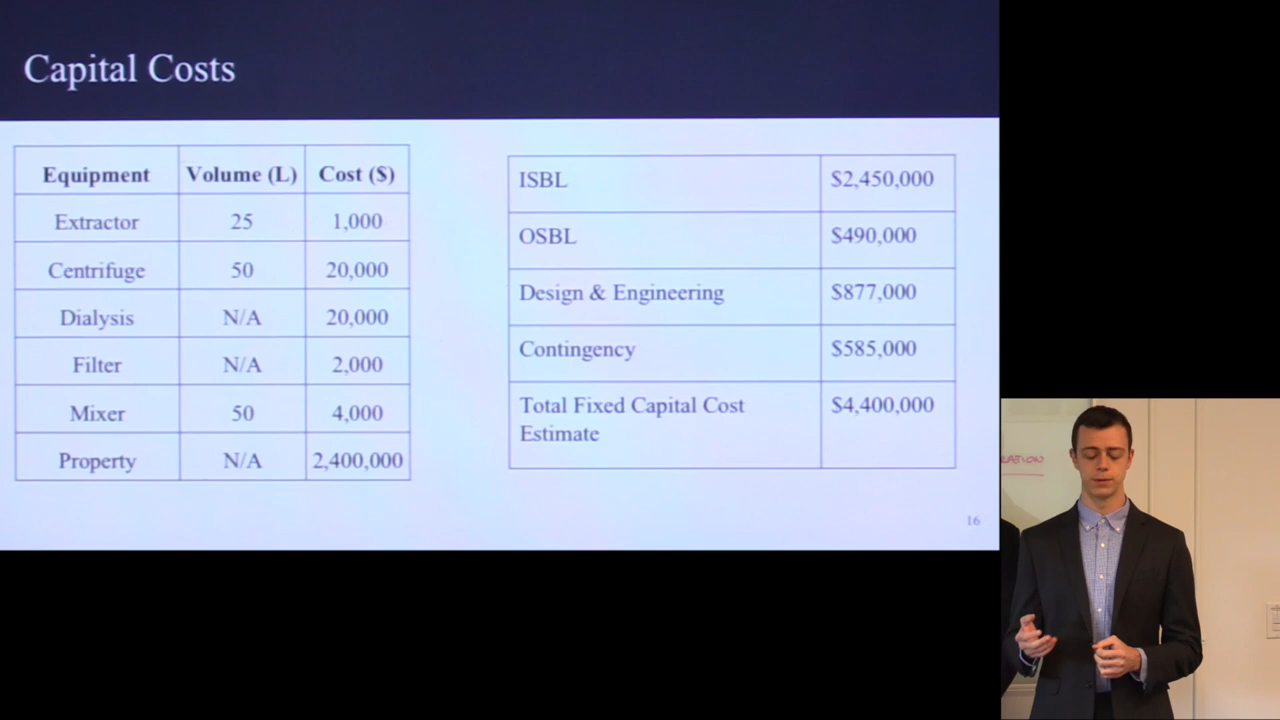 Capital Costs
Equipment Volume (L) Cost ($)
Extractor 25 1,000
Centrifuge 50 20,000
Dialysis N/A 20,000
Filter N/A 2,000
Mixer 50 4,000
Property N/A 2,400,000
ISBL $2,450,000
OSBL $490,000
Design & Engineering $877,000
Contingency $585,000
Total Fixed Capital Cost $4,400,000
Estimate
16
RATION